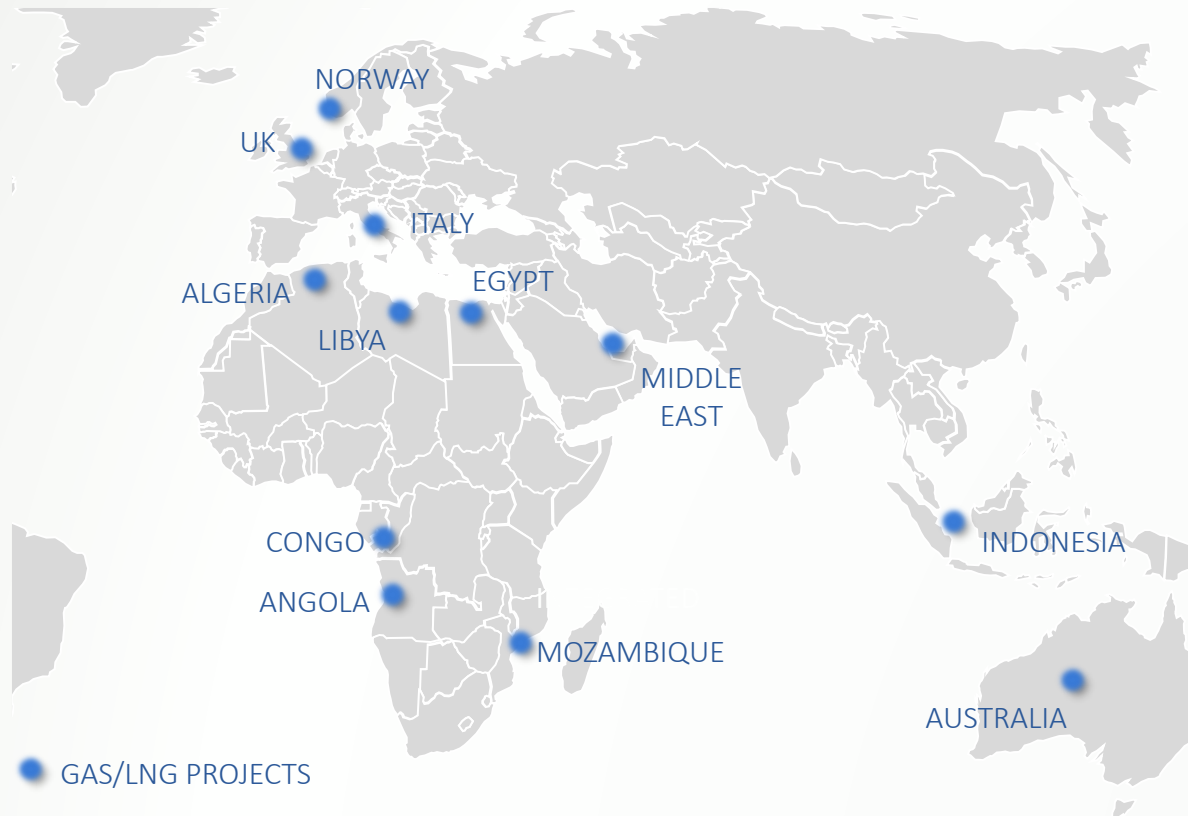 NORWAY
UK
ITALY
ALGERIA
EGYPT
LIBYA
MIDDLE
EAST
CONGO
INDONESIA
ANGOLA
MOZAMBIQUE
AUSTRALIA
GAS/LNG PROJECTS